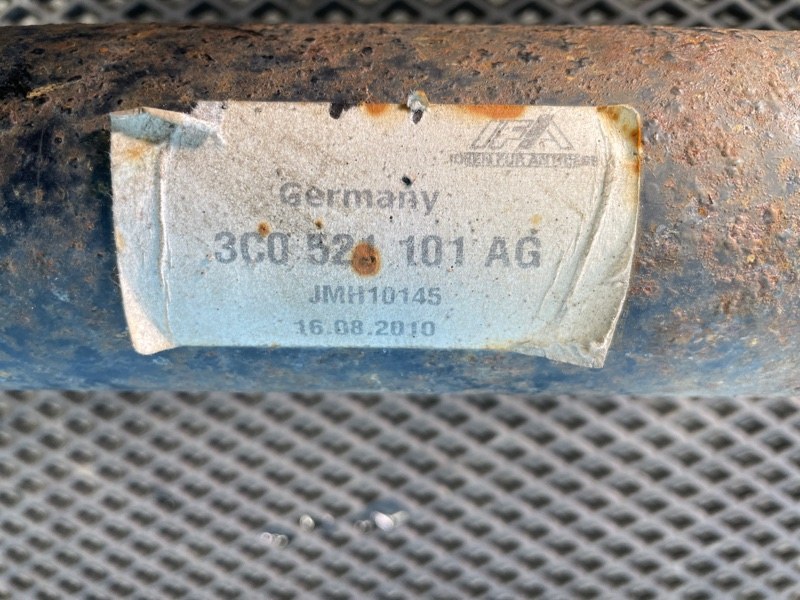 IFA
Germany
3C0 521 101 AG
JMH10145
16.08.2010